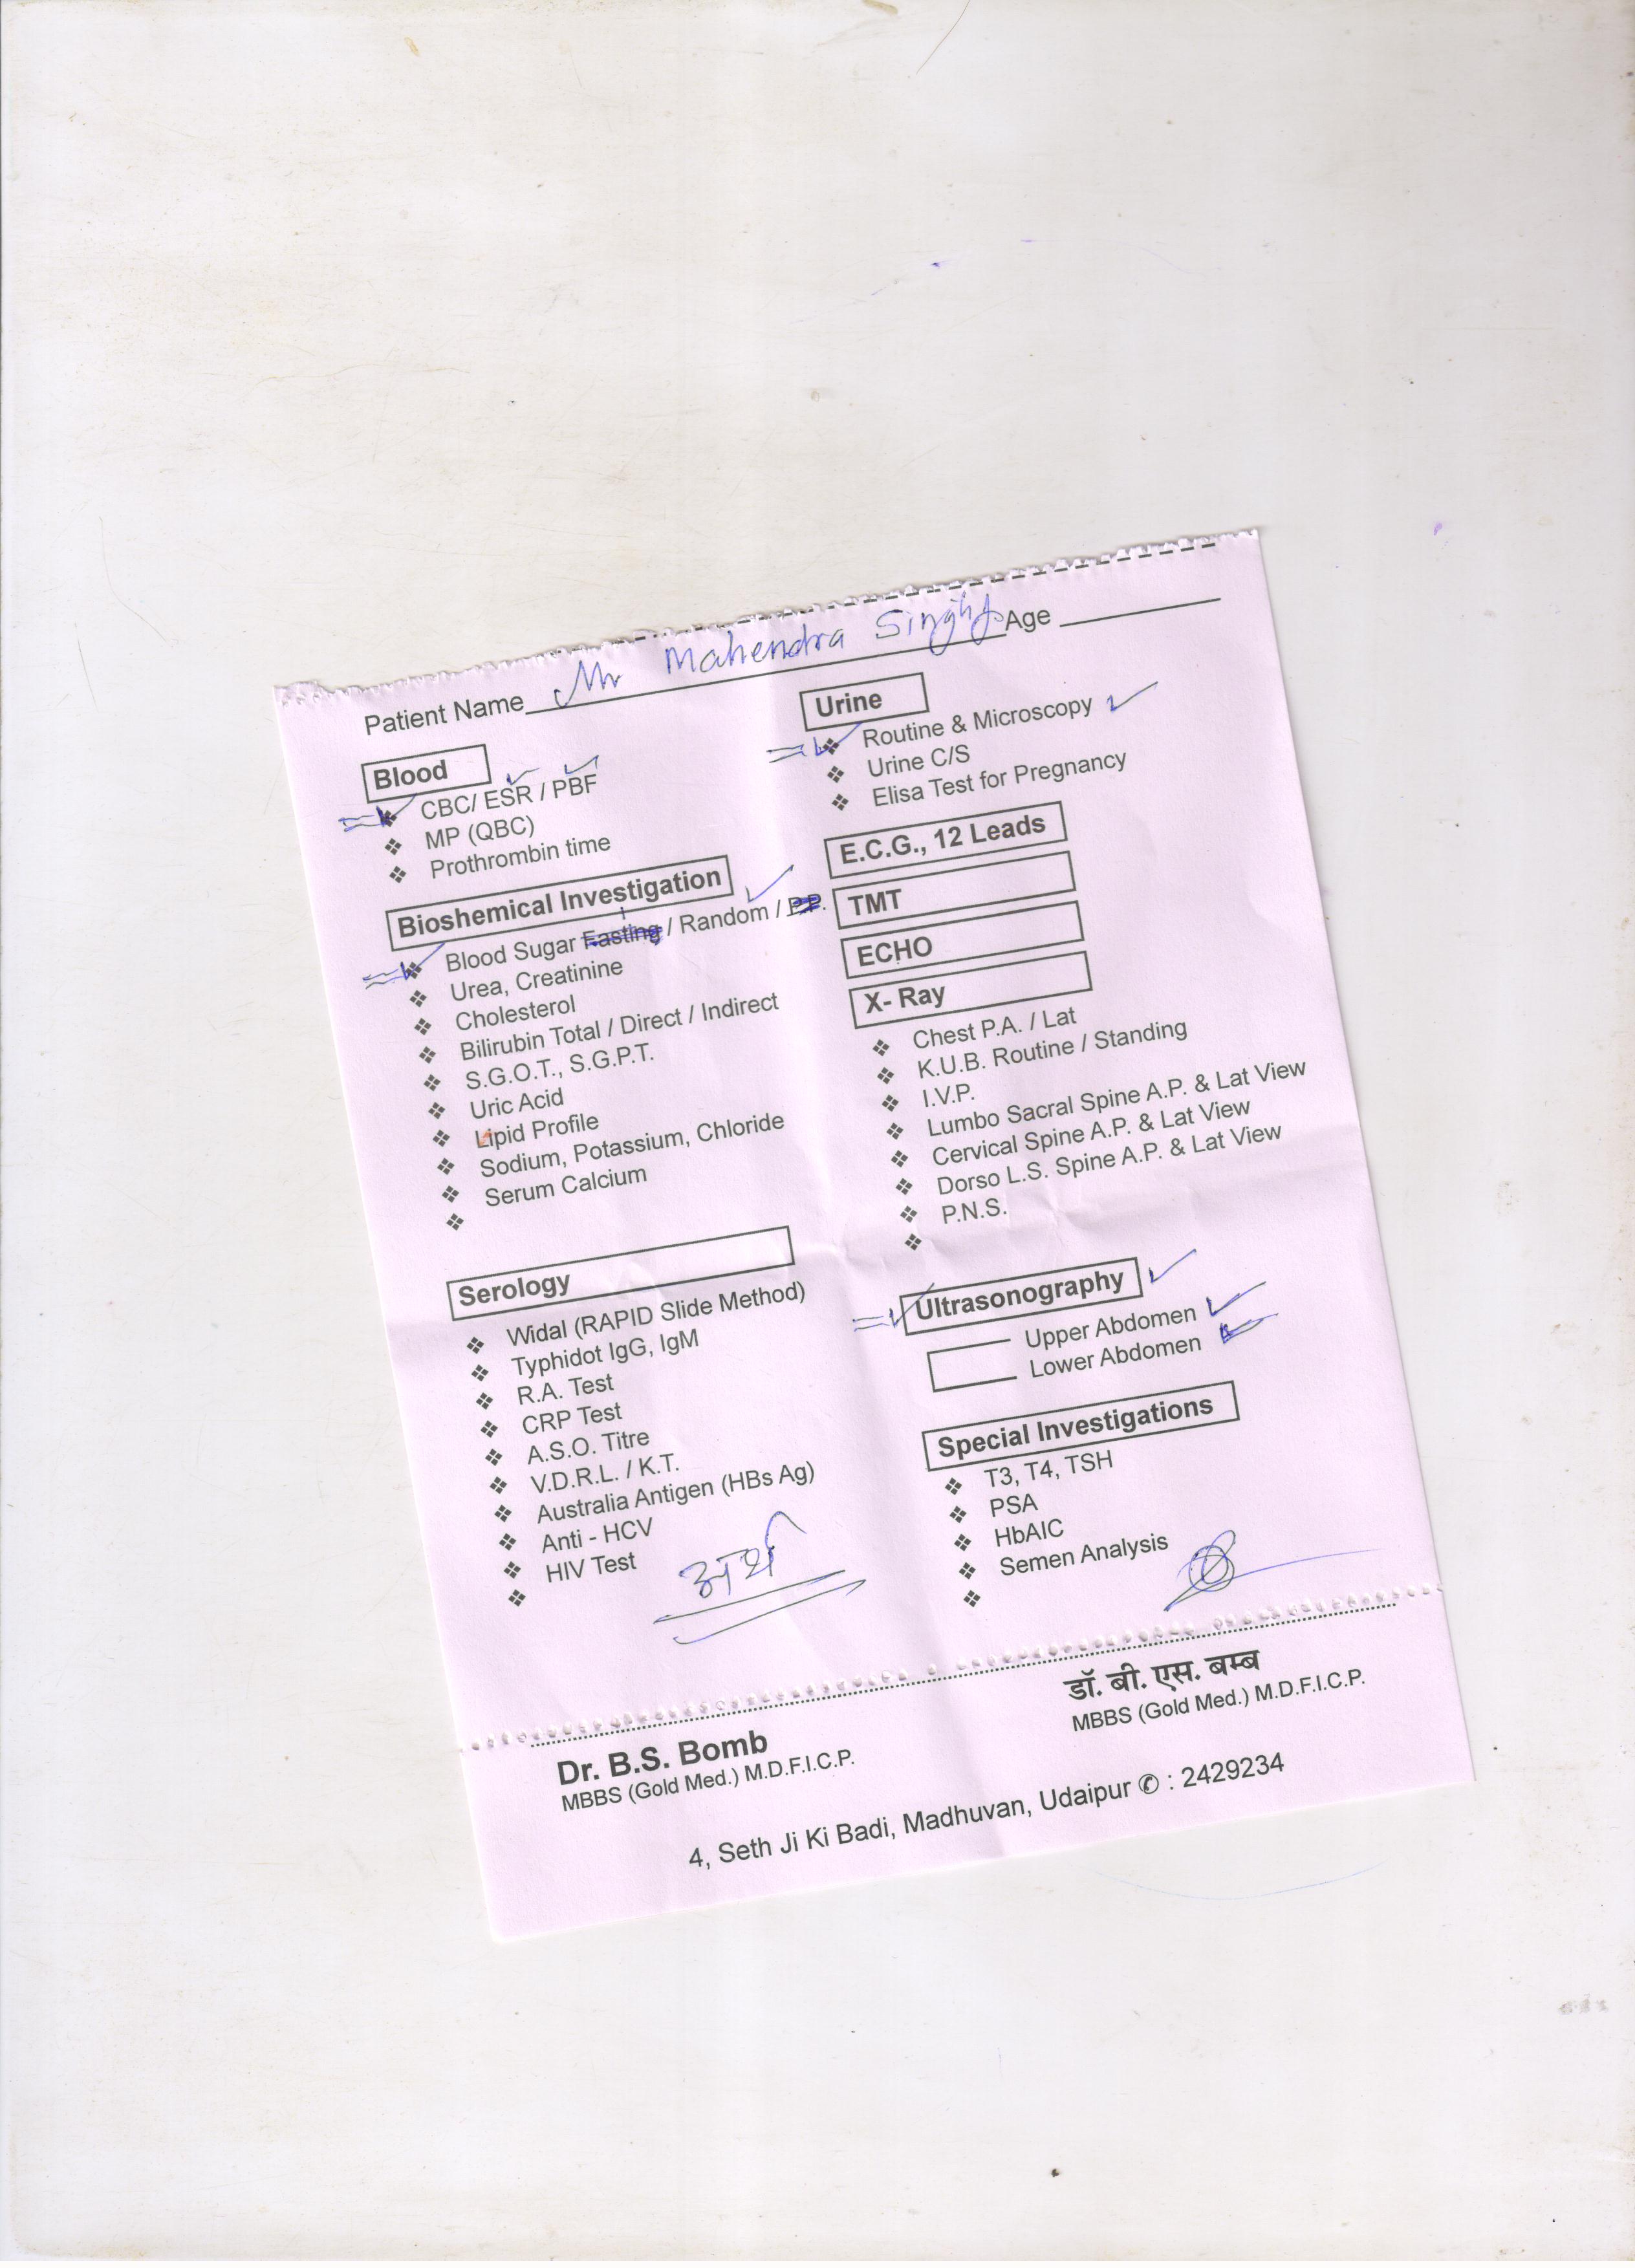 Patient Name Mr Mahendra Singh Age
Blood
CBC/ ESR / PBF
MP (QBC)
Prothrombin time
Bioshemical Investigation
Blood Sugar Fasting / Random / P.P.
Urea, Creatinine
Cholesterol
Bilirubin Total / Direct / Indirect
S.G.O.T., S.G.P.T.
Uric Acid
Lipid Profile
Sodium, Potassium, Chloride
Serum Calcium
Serology
Widal (RAPID Slide Method)
Typhidot IgG, IgM
R.A. Test
CRP Test
A.S.O. Titre
V.D.R.L. / K.T.
Australia Antigen (HBs Ag)
Anti - HCV
HIV Test
अर्थ
Urine
Routine & Microscopy
Urine C/S
Elisa Test for Pregnancy
E.C.G., 12 Leads
TMT
ECHO
X- Ray
Chest P.A. / Lat
K.U.B. Routine / Standing
I.V.P.
Lumbo Sacral Spine A.P. & Lat View
Cervical Spine A.P. & Lat View
Dorso L.S. Spine A.P. & Lat View
P.N.S.
Ultrasonography
Upper Abdomen
Lower Abdomen
Special Investigations
T3, T4, TSH
PSA
HbAIC
Semen Analysis
Dr. B.S. Bomb
MBBS (Gold Med.) M.D.F.I.C.P.
डॉ. बी. एस. बम्ब
MBBS (Gold Med.) M.D.F.I.C.P.
4, Seth Ji Ki Badi, Madhuvan, Udaipur ✆ : 2429234